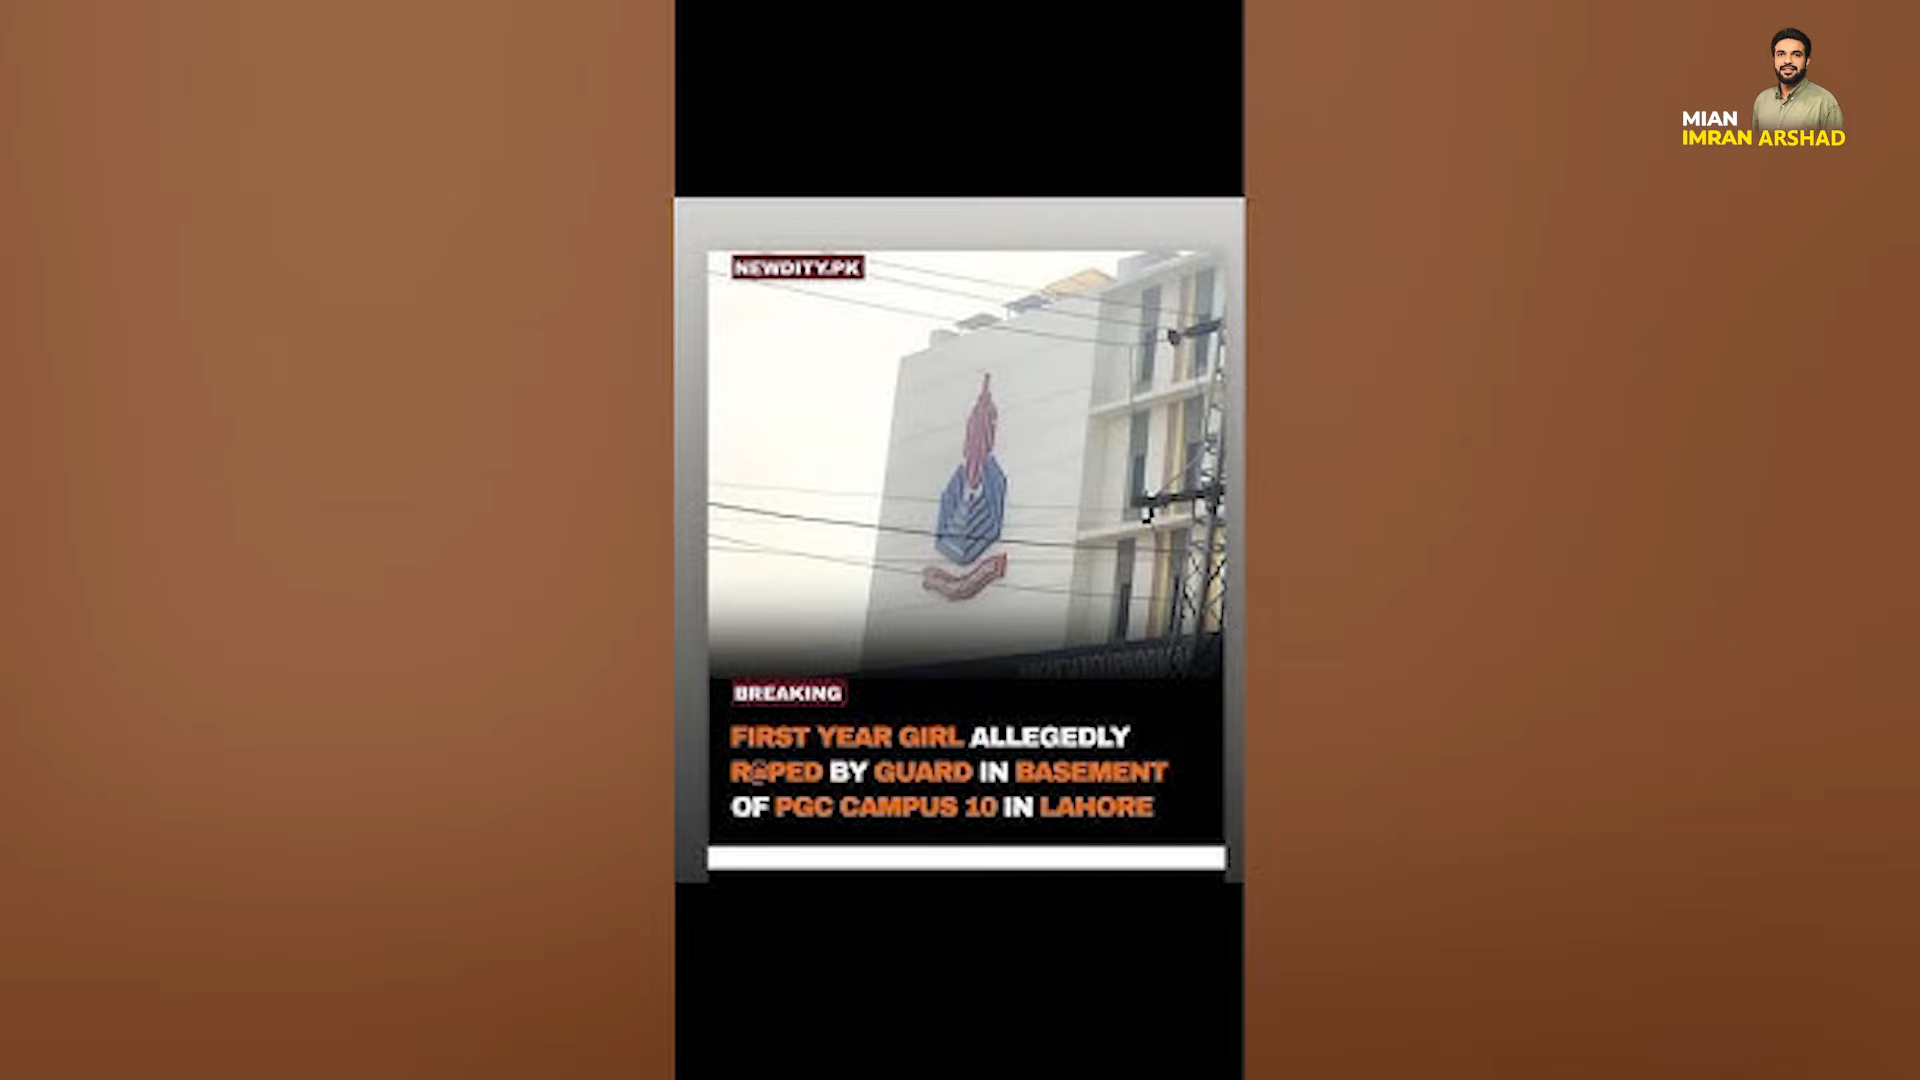 MIAN
IMRAN ARSHAD
NEWDITY.PK
BREAKING
FIRST YEAR GIRL ALLEGEDLY
R@PED BY GUARD IN BASEMENT
OF PGC CAMPUS 10 IN LAHORE